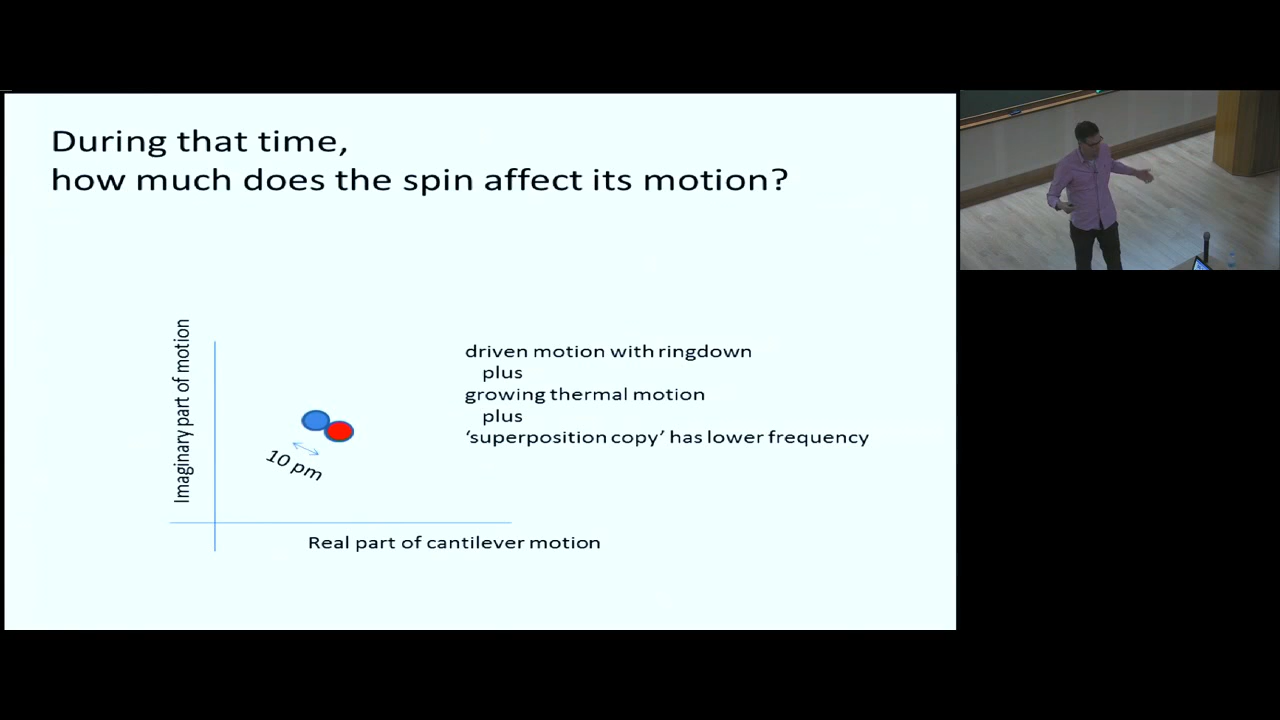 During that time,
how much does the spin affect its motion?
Imaginary part of motion
driven motion with ringdown
plus
growing thermal motion
plus
‘superposition copy’ has lower frequency
10 pm
Real part of cantilever motion